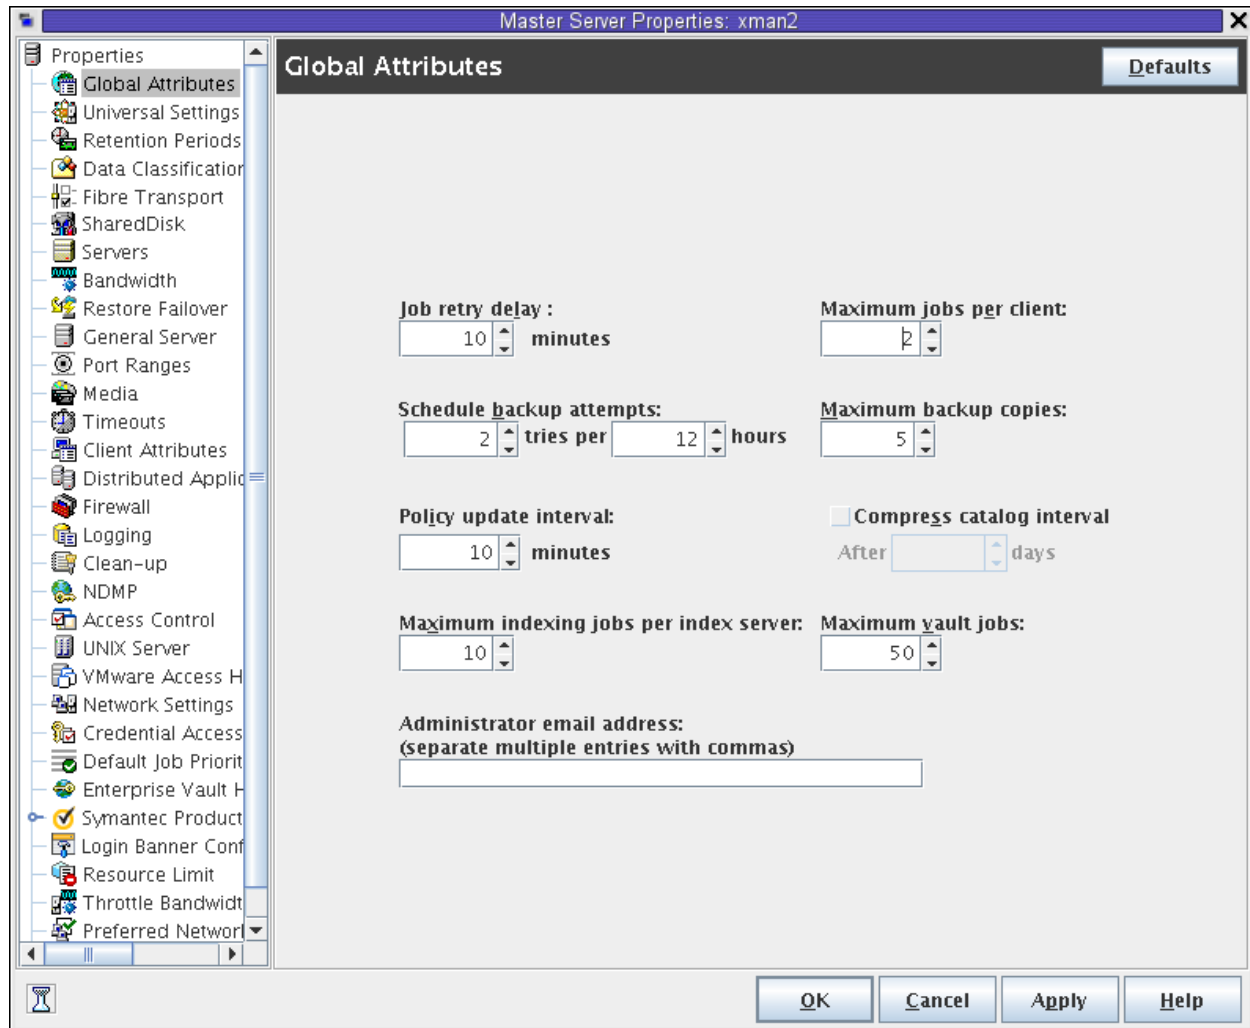 Master Server Properties: xman2
Properties
Global Attributes
Universal Settings
Retention Periods
Data Classification
Fibre Transport
SharedDisk
Servers
Bandwidth
Restore Failover
General Server
Port Ranges
Media
Timeouts
Client Attributes
Distributed Applic
Firewall
Logging
Clean-up
NDMP
Access Control
UNIX Server
VMware Access H
Network Settings
Credential Access
Default Job Priorit
Enterprise Vault H
Symantec Product
Login Banner Conf
Resource Limit
Throttle Bandwidt
Preferred Networl
Global Attributes
Defaults
Job retry delay :
10 minutes
Maximum jobs per client:
2
Schedule backup attempts:
2 tries per 12 hours
Maximum backup copies:
5
Policy update interval:
10 minutes
Compress catalog interval
After days
Maximum indexing jobs per index server:
10
Maximum vault jobs:
50
Administrator email address:
(separate multiple entries with commas)
OK Cancel Apply Help